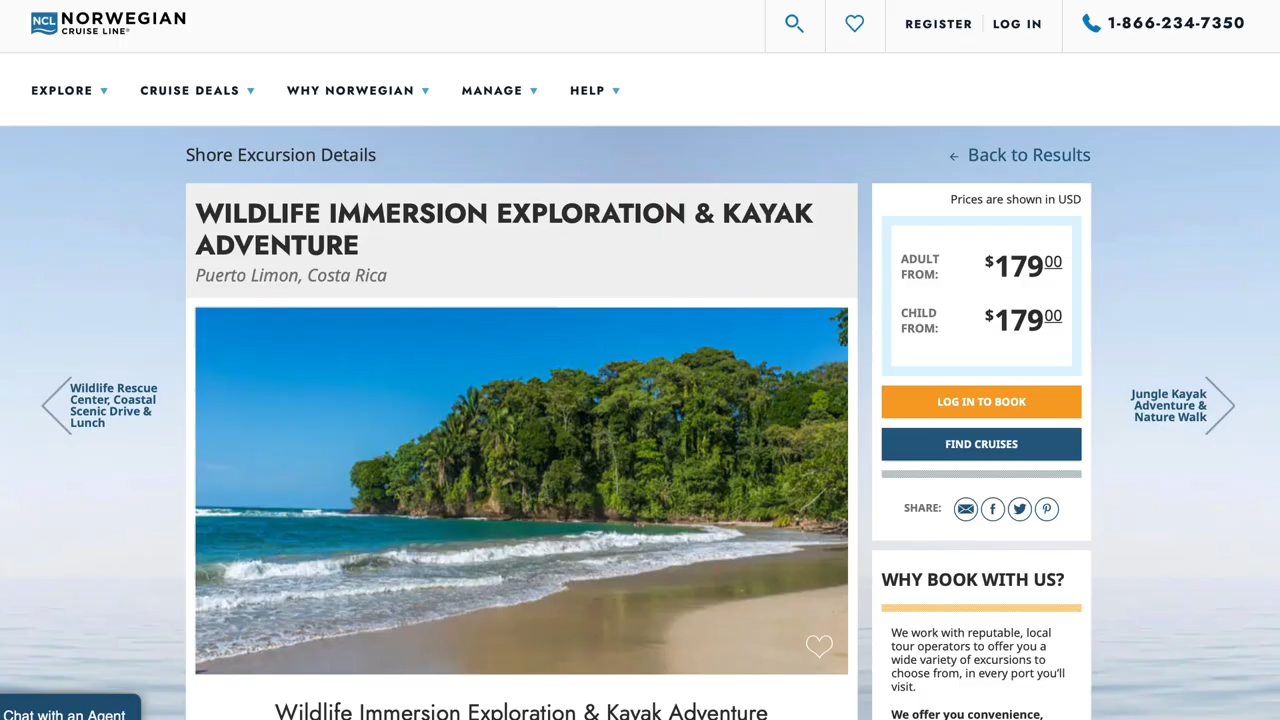 NCL NORWEGIAN
CRUISE LINE®
REGISTER LOG IN
1-866-234-7350
EXPLORE
CRUISE DEALS
WHY NORWEGIAN
MANAGE
HELP
Shore Excursion Details
← Back to Results
WILDLIFE IMMERSION EXPLORATION & KAYAK
ADVENTURE
Puerto Limon, Costa Rica
Prices are shown in USD
ADULT
FROM:
$17900
CHILD
FROM:
$17900
LOG IN TO BOOK
FIND CRUISES
SHARE:
Wildlife Rescue
Center, Coastal
Scenic Drive &
Lunch
Jungle Kayak
Adventure &
Nature Walk
WHY BOOK WITH US?
We work with reputable, local
tour operators to offer you a
wide variety of excursions to
choose from, in every port you’ll
visit.
We offer you convenience,
Wildlife Immersion Exploration & Kayak Adventure
Chat with an Agent